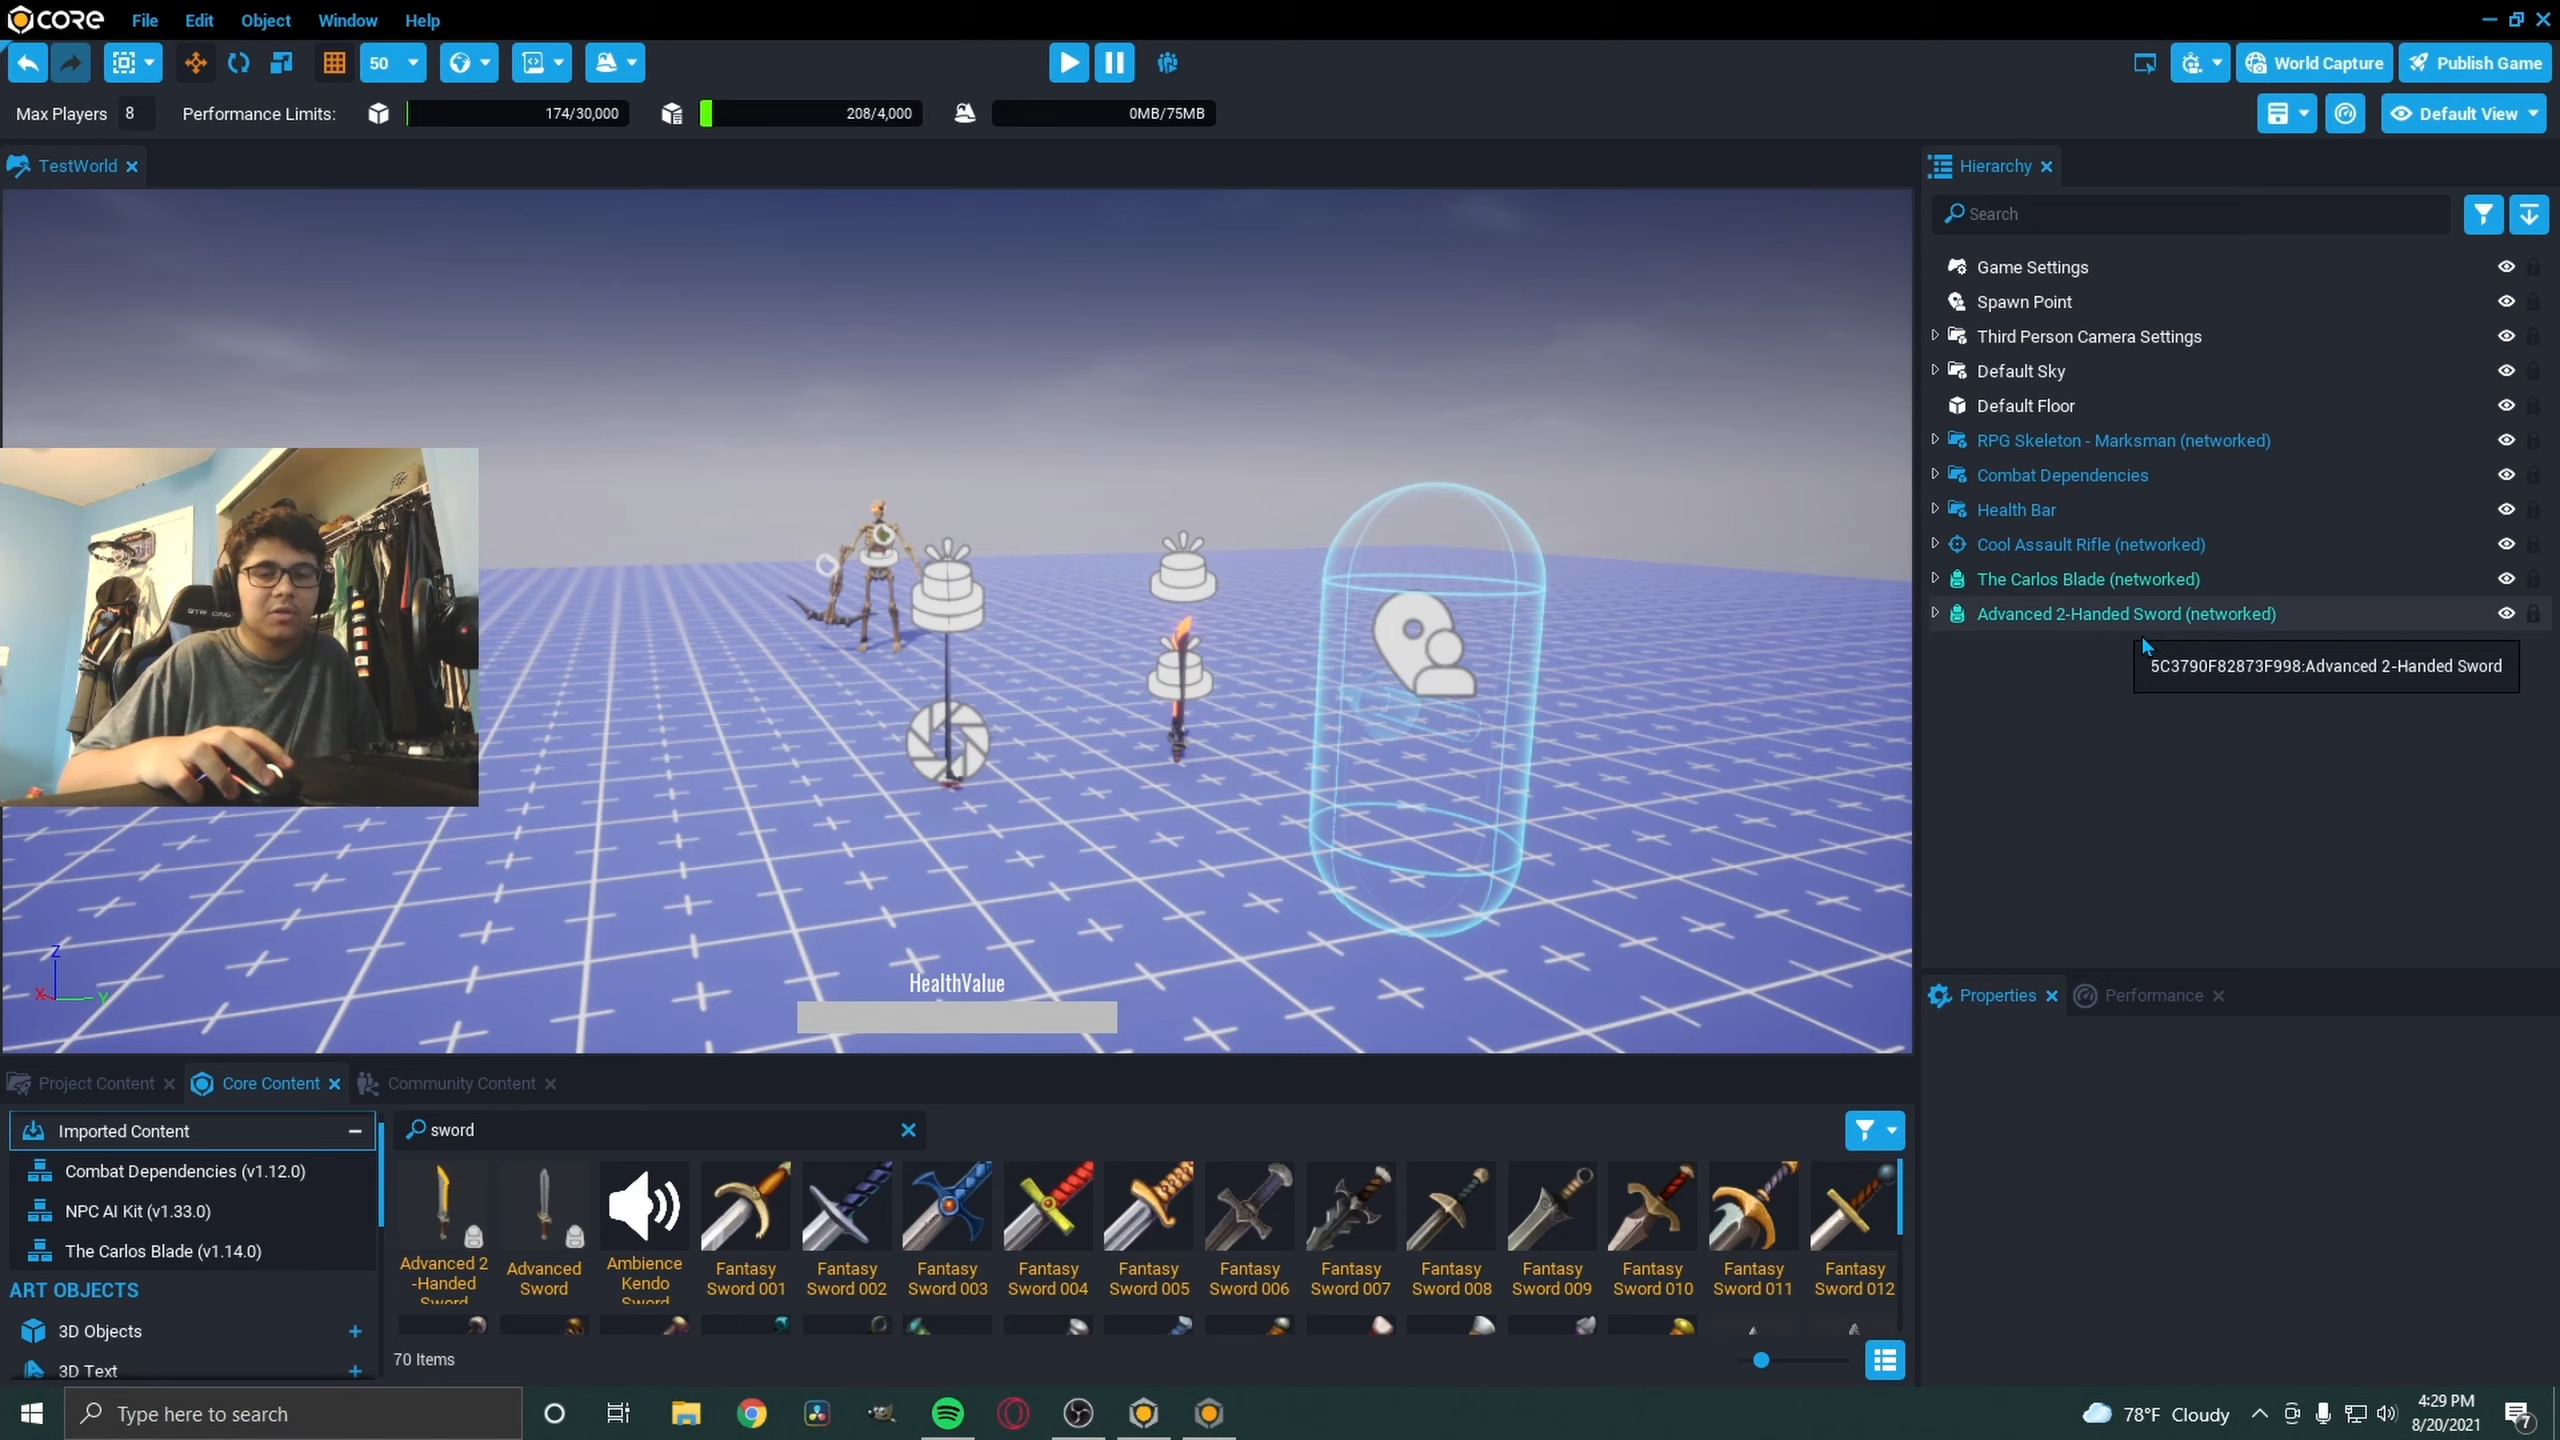 CORE File Edit Object Window Help
50 World Capture Publish Game
Max Players 8 Performance Limits: 174/30,000 208/4,000 0MB/75MB Default View
TestWorld
Hierarchy
Search
Game Settings
Spawn Point
Third Person Camera Settings
Default Sky
Default Floor
RPG Skeleton - Marksman (networked)
Combat Dependencies
Health Bar
Cool Assault Rifle (networked)
The Carlos Blade (networked)
Advanced 2-Handed Sword (networked)
5C3790F82873F998:Advanced 2-Handed Sword
Z
X Y
HealthValue
Properties Performance
Project Content Core Content Community Content
Imported Content
Combat Dependencies (v1.12.0)
NPC AI Kit (v1.33.0)
The Carlos Blade (v1.14.0)
ART OBJECTS
3D Objects
3D Text
sword
Advanced 2
-Handed
Sword
Advanced
Sword
Ambience
Kendo
Sword
Fantasy
Sword 001
Fantasy
Sword 002
Fantasy
Sword 003
Fantasy
Sword 004
Fantasy
Sword 005
Fantasy
Sword 006
Fantasy
Sword 007
Fantasy
Sword 008
Fantasy
Sword 009
Fantasy
Sword 010
Fantasy
Sword 011
Fantasy
Sword 012
70 Items
Type here to search
78°F Cloudy
4:29 PM
8/20/2021
7